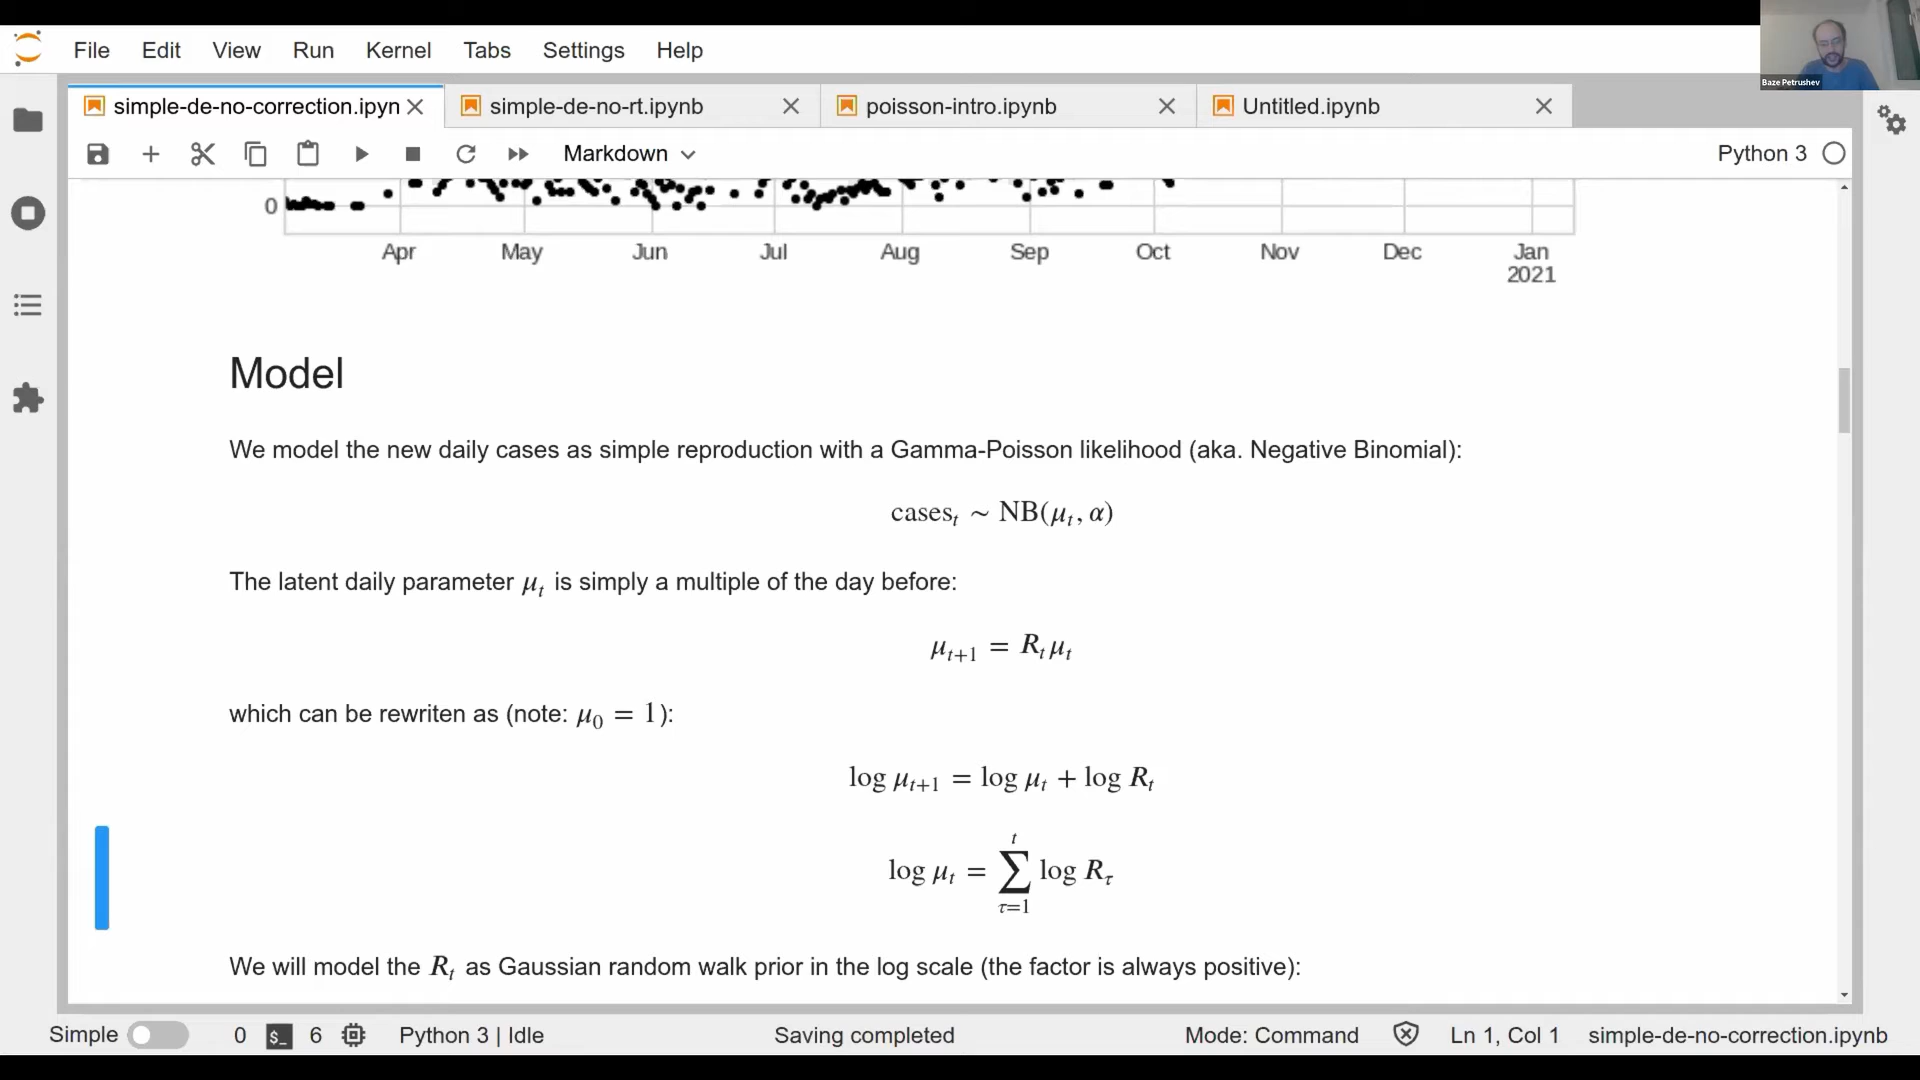 File Edit View Run Kernel Tabs Settings Help
Baze Petrushev
simple-de-no-correction.ipyn simple-de-no-rt.ipynb poisson-intro.ipynb Untitled.ipynb
Markdown Python 3
0
Apr May Jun Jul Aug Sep Oct Nov Dec Jan
2021
Model
We model the new daily cases as simple reproduction with a Gamma-Poisson likelihood (aka. Negative Binomial):
cases_t ∼ NB(μ_t, α)
The latent daily parameter μ_t is simply a multiple of the day before:
μ_{t+1} = R_t μ_t
which can be rewriten as (note: μ_0 = 1):
log μ_{t+1} = log μ_t + log R_t
log μ_t = ∑_{τ=1}^{t} log R_τ
We will model the R_t as Gaussian random walk prior in the log scale (the factor is always positive):
Simple 0 $_ 6 Python 3 | Idle Saving completed Mode: Command Ln 1, Col 1 simple-de-no-correction.ipynb